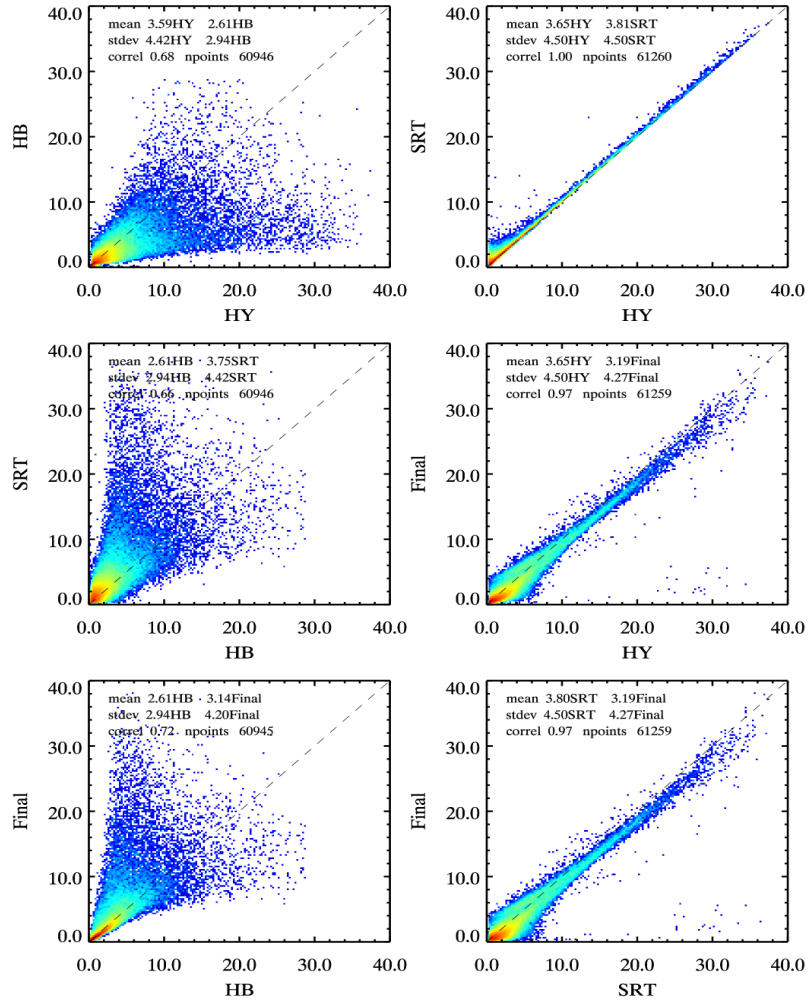 mean 3.59HY 2.61HB
stdev 4.42HY 2.94HB
correl 0.68 npoints 60946
40.0
30.0
20.0
10.0
0.0
HB
0.0 10.0 20.0 30.0 40.0
HY
mean 3.65HY 3.81SRT
stdev 4.50HY 4.50SRT
correl 1.00 npoints 61260
40.0
30.0
20.0
10.0
0.0
SRT
0.0 10.0 20.0 30.0 40.0
HY
mean 2.61HB 3.75SRT
stdev 2.94HB 4.42SRT
correl 0.66 npoints 60946
40.0
30.0
20.0
10.0
0.0
SRT
0.0 10.0 20.0 30.0 40.0
HB
mean 3.65HY 3.19Final
stdev 4.50HY 4.27Final
correl 0.97 npoints 61259
40.0
30.0
20.0
10.0
0.0
Final
0.0 10.0 20.0 30.0 40.0
HY
mean 2.61HB 3.14Final
stdev 2.94HB 4.20Final
correl 0.72 npoints 60945
40.0
30.0
20.0
10.0
0.0
Final
0.0 10.0 20.0 30.0 40.0
HB
mean 3.80SRT 3.19Final
stdev 4.50SRT 4.27Final
correl 0.97 npoints 61259
40.0
30.0
20.0
10.0
0.0
Final
0.0 10.0 20.0 30.0 40.0
SRT